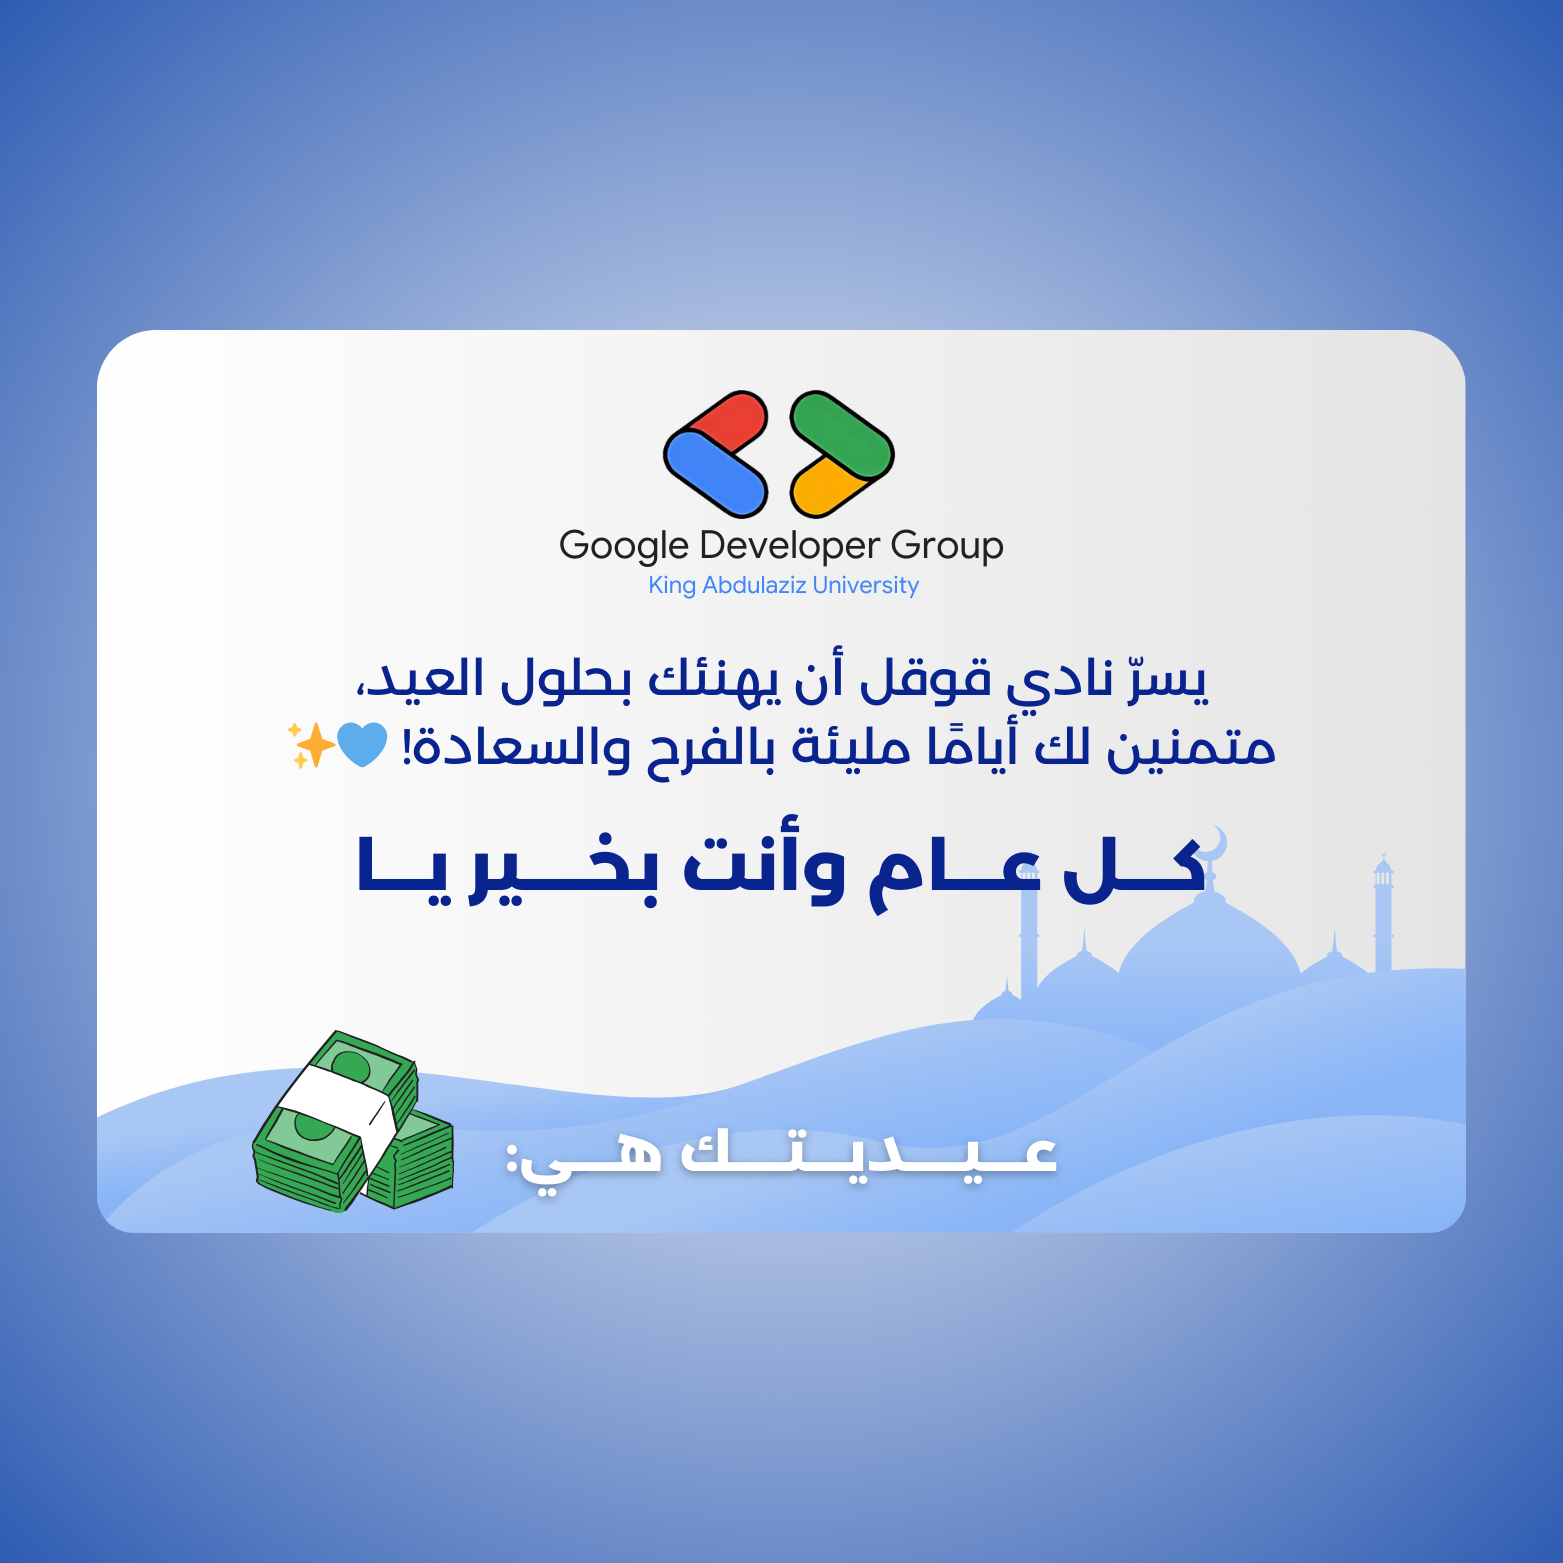 Google Developer Group
King Abdulaziz University
يسرّ نادي قوقل أن يهنئك بحلول العيد،
متمنين لك أيامًا مليئة بالفرح والسعادة! 💙✨
كـــل عـــام وأنت بخـــير يـــا
عـــيـــديـــتـــك هـــي: